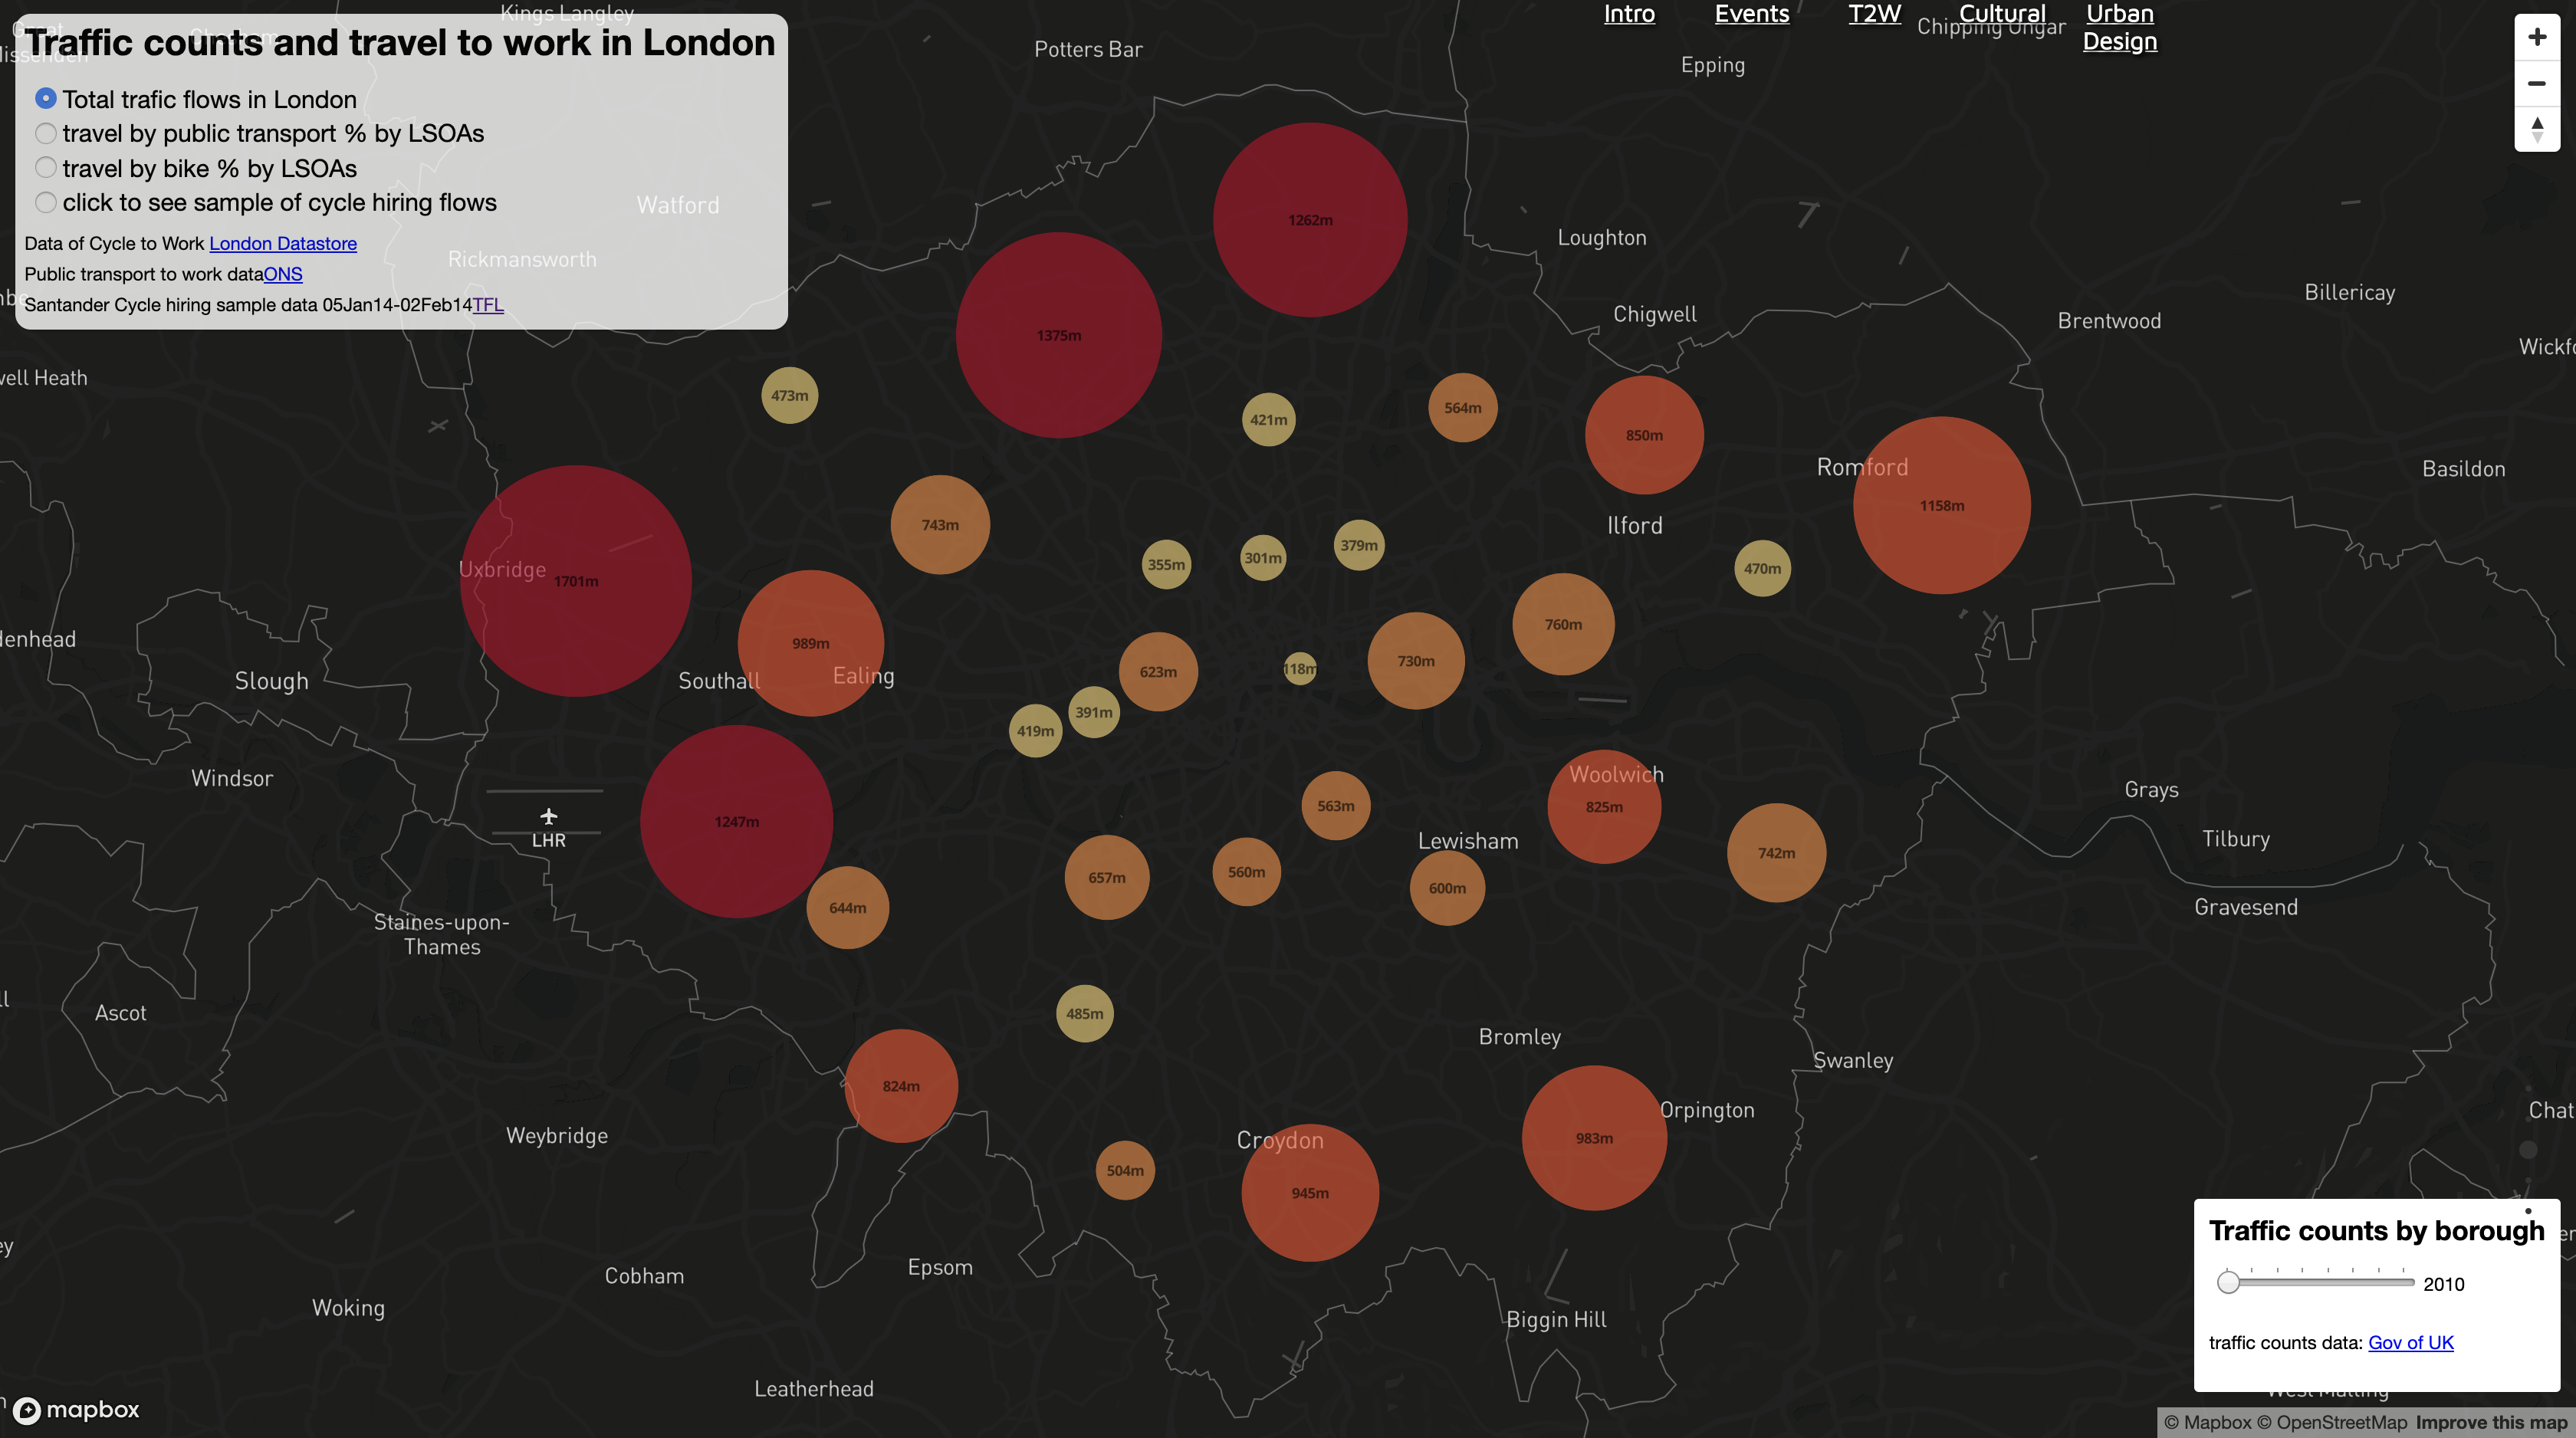 Traffic counts and travel to work in London
Total trafic flows in London
travel by public transport % by LSOAs
travel by bike % by LSOAs
click to see sample of cycle hiring flows
Data of Cycle to Work London Datastore
Public transport to work dataONS
Santander Cycle hiring sample data 05Jan14-02Feb14TFL
Intro Events T2W Cultural Urban
Design
Kings Langley
Potters Bar
Epping
Chipping Ongar
Watford
Rickmansworth
Loughton
Chigwell
Billericay
Brentwood
1262m
1375m
473m
421m
564m
850m
Romford
1158m
Basildon
743m
Ilford
355m
301m
379m
470m
Uxbridge
1701m
989m
760m
Southall
Ealing
623m
118m
730m
Slough
391m
419m
Windsor
Woolwich
825m
Grays
Tilbury
1247m
LHR
563m
Lewisham
742m
657m
560m
600m
644m
Gravesend
Staines-upon-
Thames
Ascot
485m
Bromley
Swanley
824m
Orpington
Weybridge
983m
Croydon
504m
945m
Epsom
Cobham
Woking
Biggin Hill
Leatherhead
Traffic counts by borough
2010
traffic counts data: Gov of UK
mapbox
© Mapbox © OpenStreetMap Improve this map